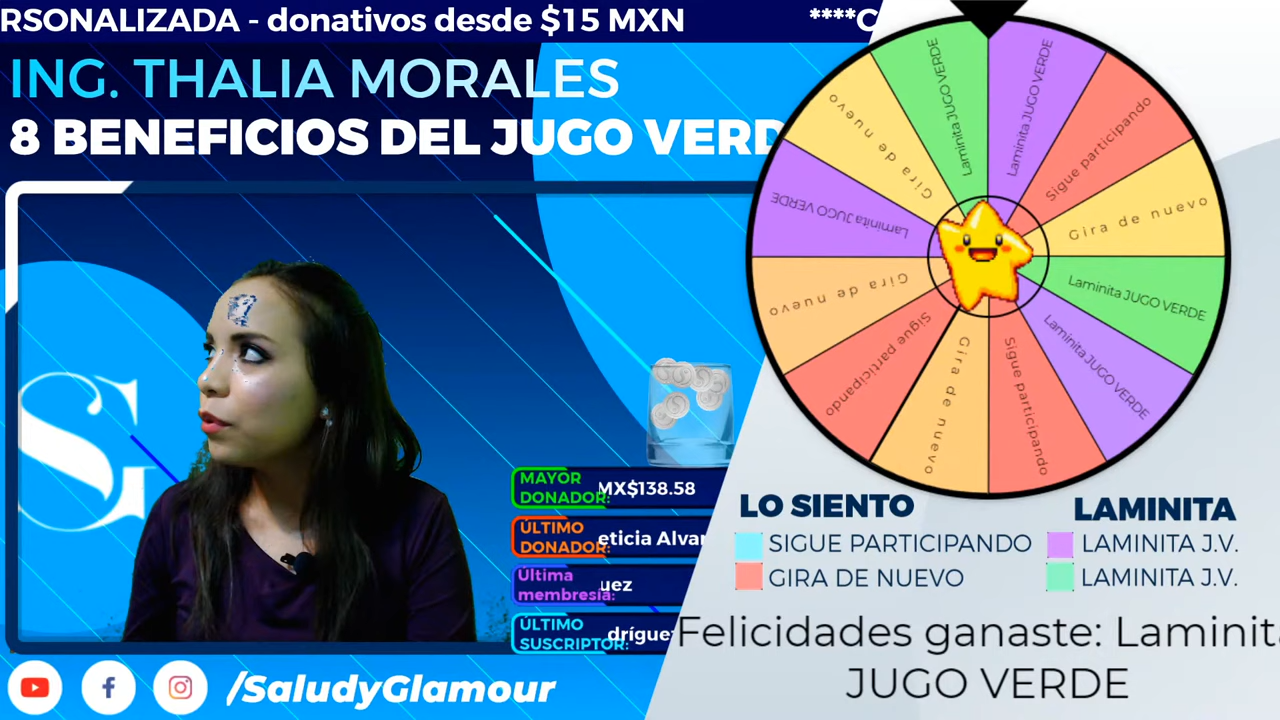 RSONALIZADA - donativos desde $15 MXN
****C
ING. THALIA MORALES
8 BENEFICIOS DEL JUGO VERD
SG
MAYOR DONADOR: MX$138.58
ÚLTIMO DONADOR: eticia Alvar
Última membresía: uez
ÚLTIMO SUSCRIPTOR: drígue
/SaludyGlamour
Laminita JUGO VERDE
Sigue participando
Gira de nuevo
Laminita JUGO VERDE
Laminita JUGO VERDE
Sigue participando
Gira de nuevo
Sigue participando
Gira de nuevo
Laminita JUGO VERDE
Gira de nuevo
Laminita JUGO VERDE
LO SIENTO
SIGUE PARTICIPANDO
GIRA DE NUEVO
LAMINITA
LAMINITA J.V.
LAMINITA J.V.
Felicidades ganaste: Laminita
JUGO VERDE